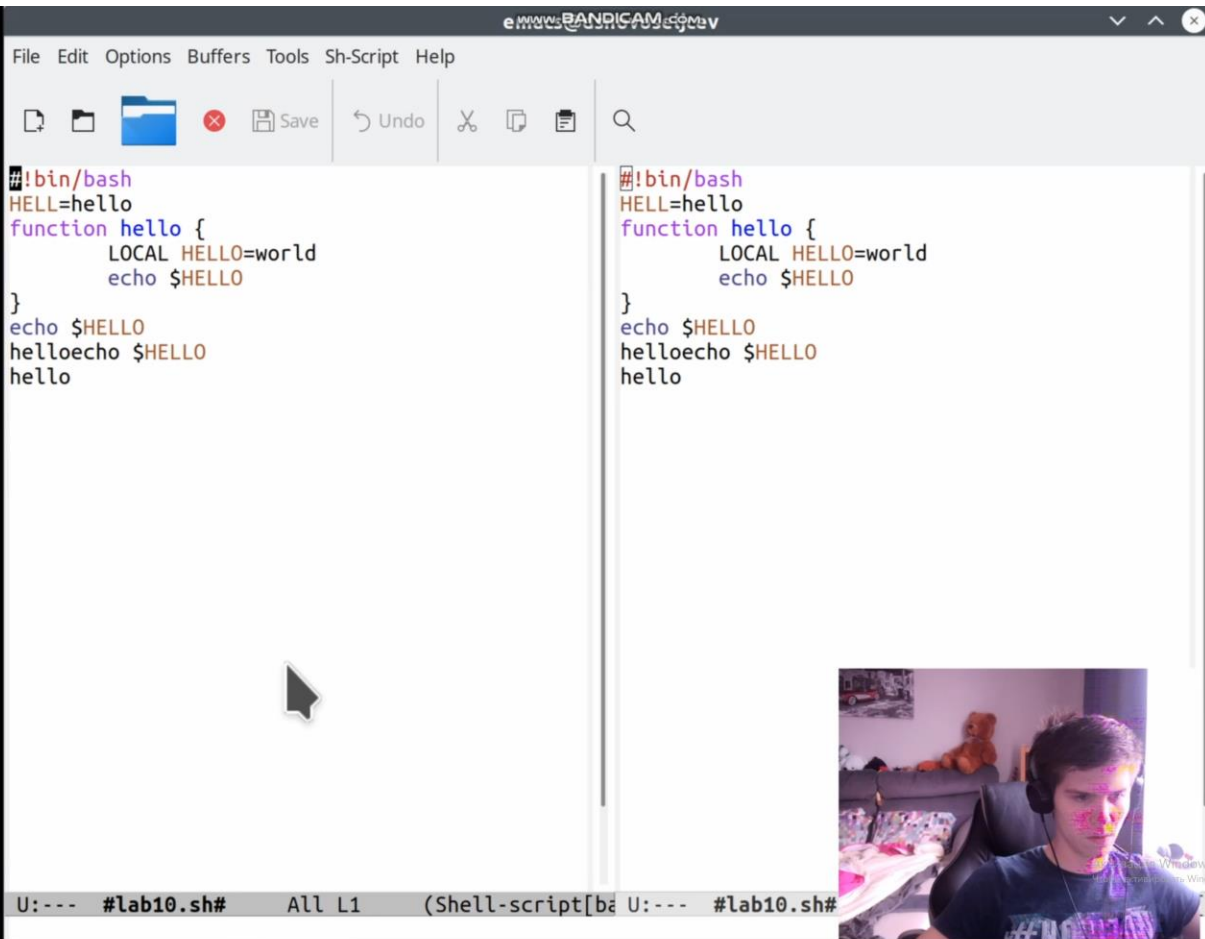 www.BANDICAM.com
File Edit Options Buffers Tools Sh-Script Help
Save Undo
#!bin/bash
HELL=hello
function hello {
LOCAL HELLO=world
echo $HELLO
}
echo $HELLO
helloecho $HELLO
hello
#!bin/bash
HELL=hello
function hello {
LOCAL HELLO=world
echo $HELLO
}
echo $HELLO
helloecho $HELLO
hello
U:--- #lab10.sh# All L1 (Shell-script[ba
U:--- #lab10.sh#